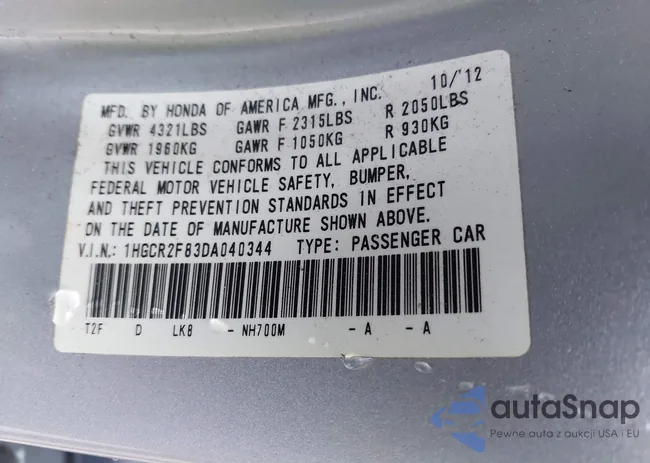 MFD. BY HONDA OF AMERICA MFG., INC. 10/'12
GVWR 4321LBS GAWR F 2315LBS R 2050LBS
GVWR 1960KG GAWR F 1050KG R 930KG
THIS VEHICLE CONFORMS TO ALL APPLICABLE
FEDERAL MOTOR VEHICLE SAFETY, BUMPER,
AND THEFT PREVENTION STANDARDS IN EFFECT
ON THE DATE OF MANUFACTURE SHOWN ABOVE.
V.I.N.: 1HGCR2F83DA040344 TYPE: PASSENGER CAR
T2F D LK8 - NH700M - A - A
autaSnap
Pewne auta z aukcji USA i EU